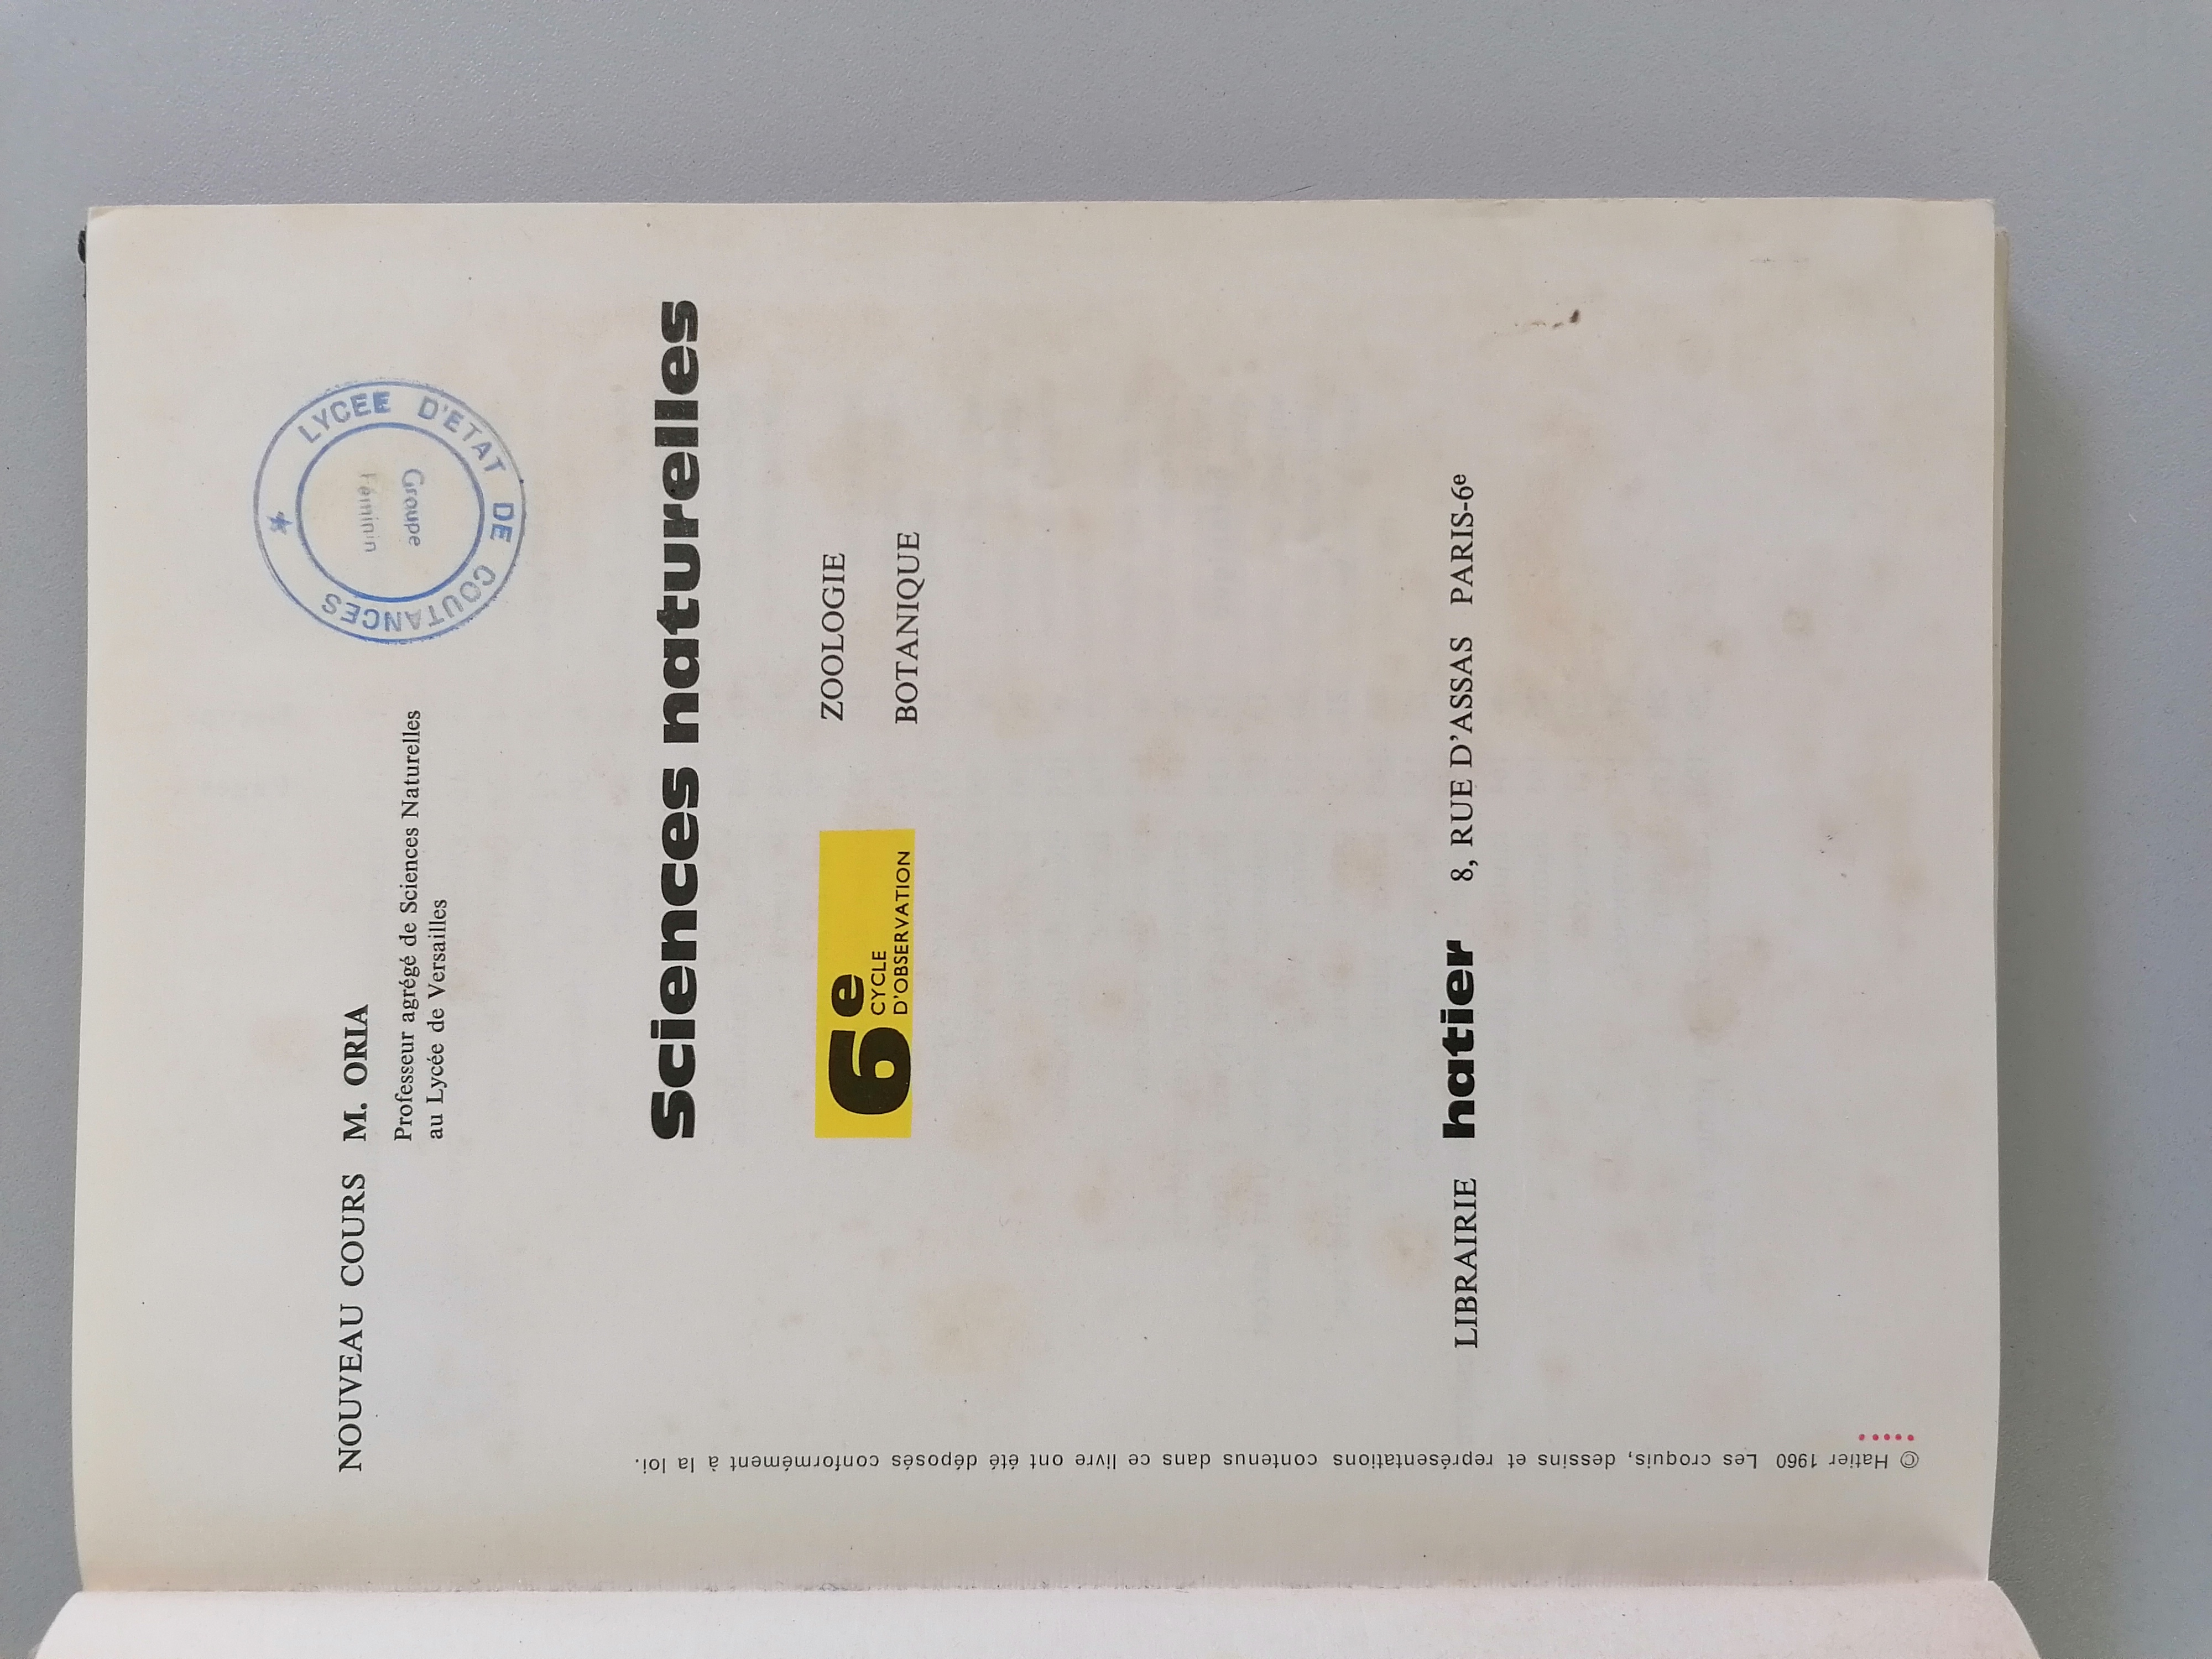 NOUVEAU COURS M. ORIA
Professeur agrégé de Sciences Naturelles
au Lycée de Versailles
LYCEE D'ETAT DE COUTANCES
Groupe
Féminin
Sciences naturelles
6e
CYCLE
D'OBSERVATION
ZOOLOGIE
BOTANIQUE
LIBRAIRIE hatier 8, RUE D'ASSAS PARIS-6e
© Hatier 1960 Les croquis, dessins et représentations contenus dans ce livre ont été déposés conformément à la loi.